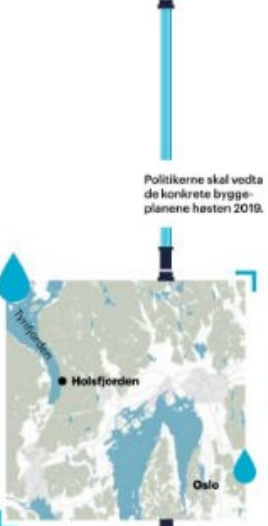 Politikerne skal vedta
de konkrete bygge-
planene høsten 2019.
Tyrifjorden
Holsfjorden
Oslo